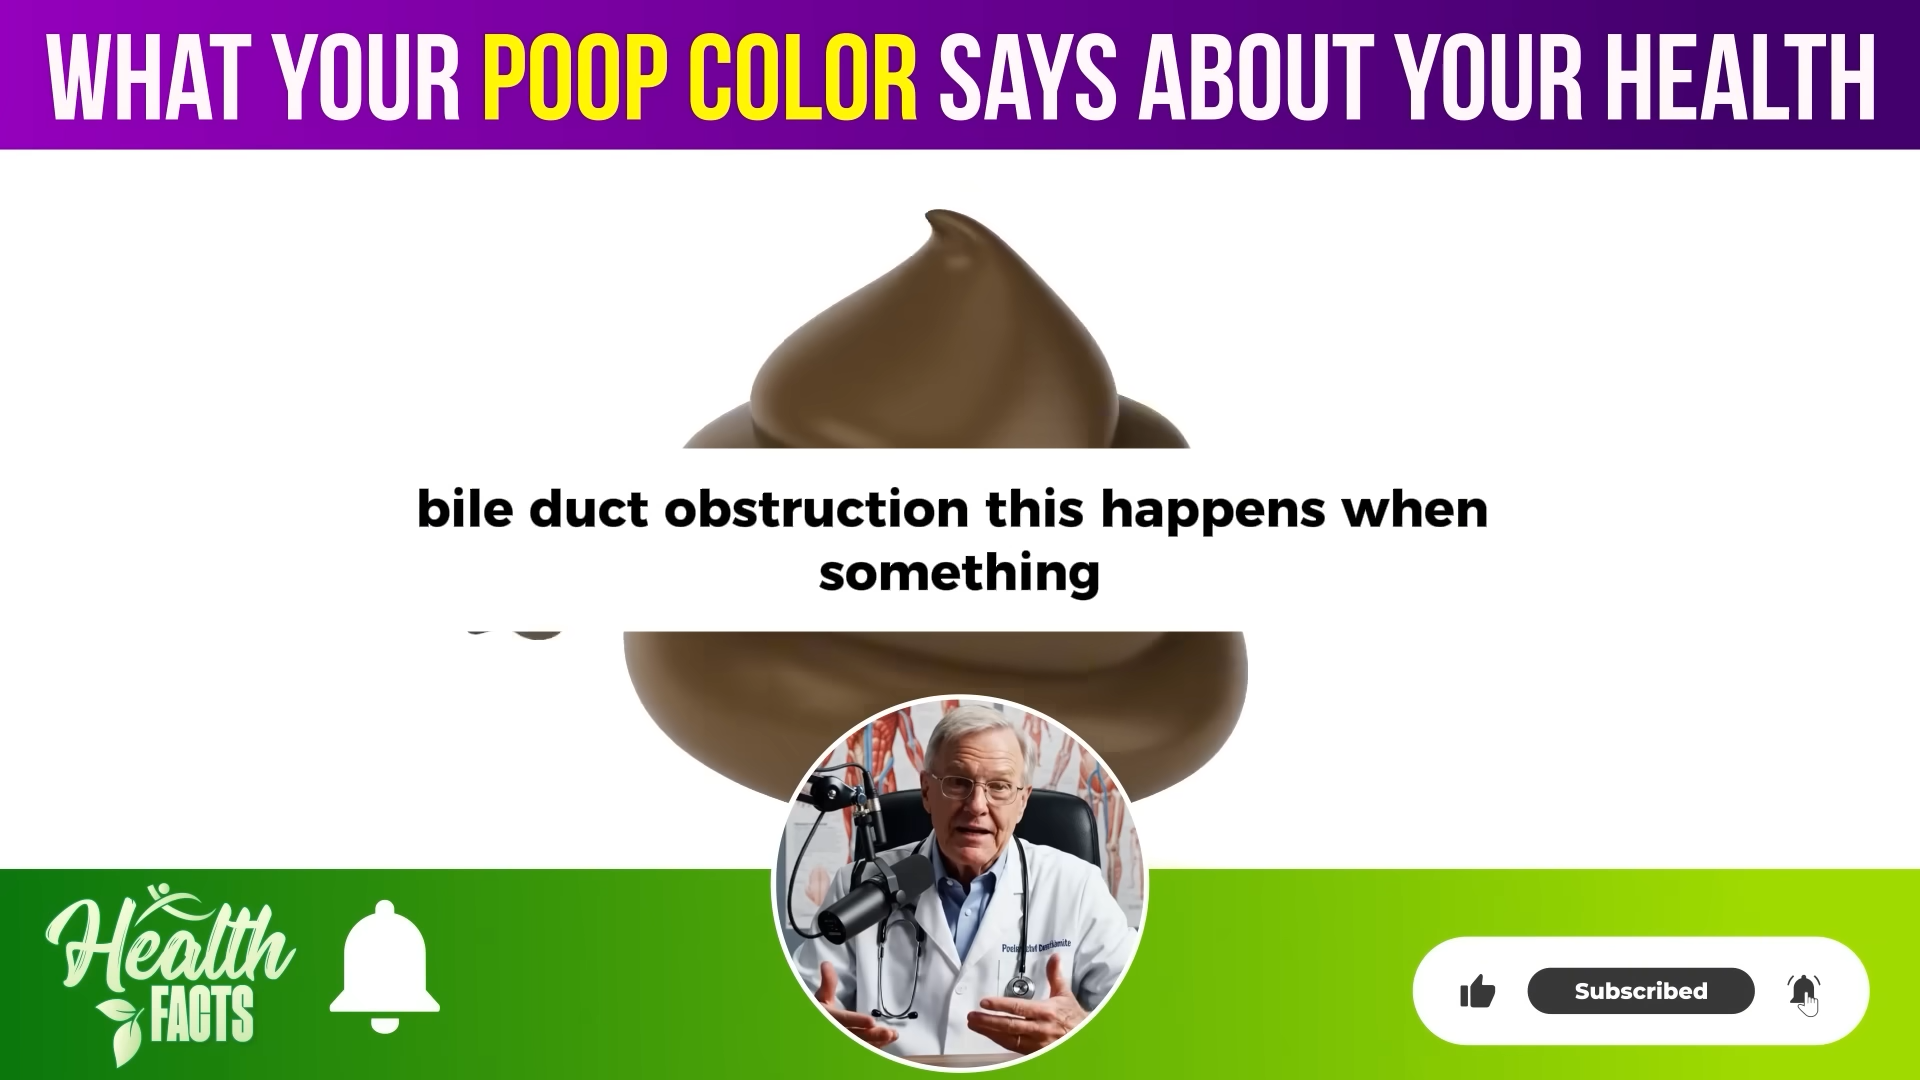 WHAT YOUR POOP COLOR SAYS ABOUT YOUR HEALTH
bile duct obstruction this happens when
something
Health
FACTS
Subscribed